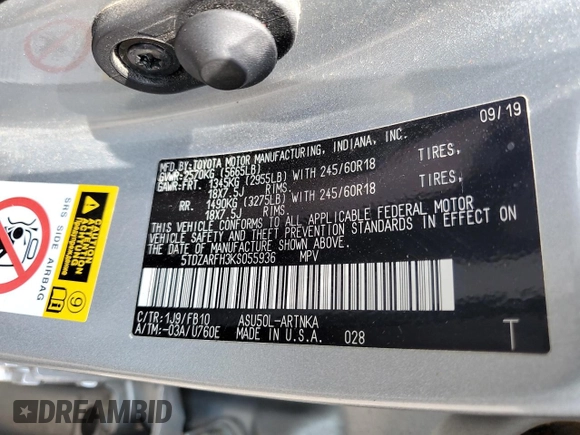 09/19
MFD.BY:TOYOTA MOTOR MANUFACTURING, INDIANA, INC.
GVWR:2570KG (5665LB)
GAWR:FRT. 1345KG (2955LB) WITH 245/60R18 TIRES,
18X7.5J RIMS.
RR. 1490KG (3275LB) WITH 245/60R18 TIRES,
18X7.5J RIMS.
THIS VEHICLE CONFORMS TO ALL APPLICABLE FEDERAL MOTOR
VEHICLE SAFETY AND THEFT PREVENTION STANDARDS IN EFFECT ON
THE DATE OF MANUFACTURE SHOWN ABOVE.
5TDZARFH3KS055936 MPV
C/TR:1J9/FB10 ASU50L-ARTNKA
A/TM:-03A/U760E MADE IN U.S.A. 028 T
SRS SIDE AIRBAG
9
DREAMBID